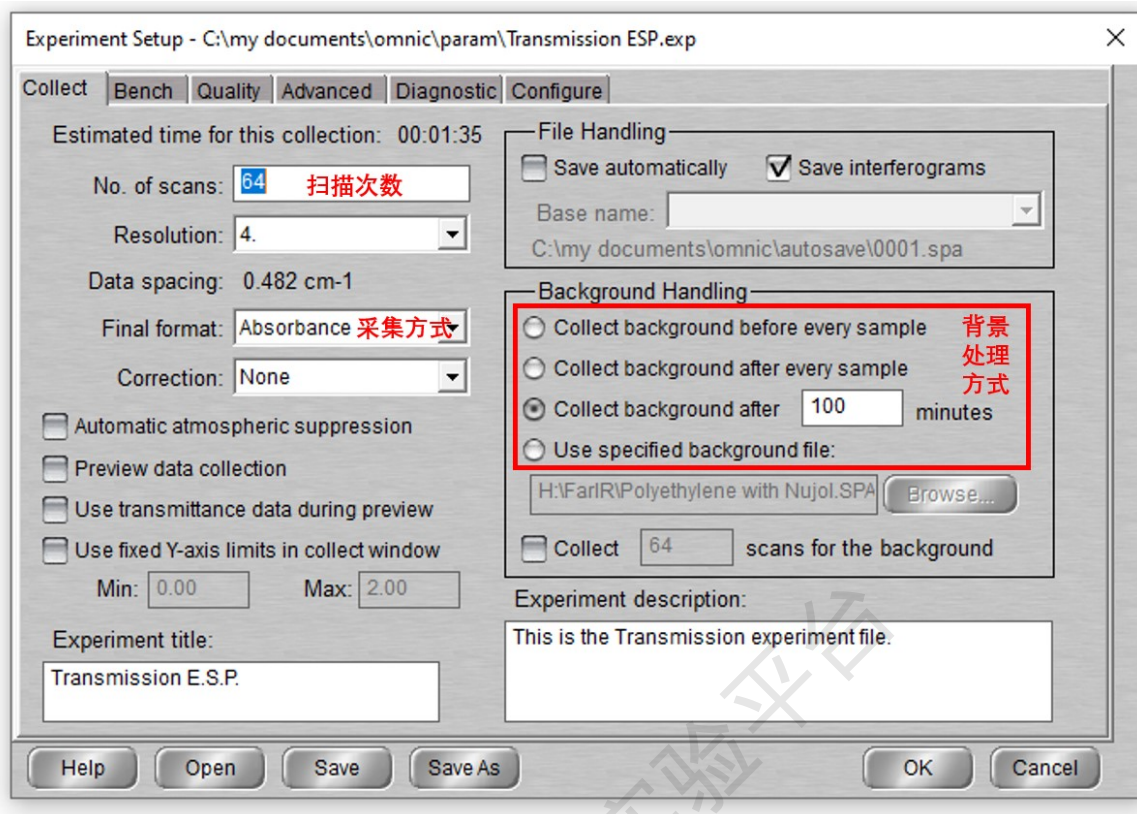 Experiment Setup - C:\my documents\omnic\param\Transmission ESP.exp
Collect Bench Quality Advanced Diagnostic Configure
Estimated time for this collection: 00:01:35
No. of scans: 64 扫描次数
Resolution: 4.
Data spacing: 0.482 cm-1
Final format: Absorbance 采集方式
Correction: None
Automatic atmospheric suppression
Preview data collection
Use transmittance data during preview
Use fixed Y-axis limits in collect window
Min: 0.00 Max: 2.00
Experiment title:
Transmission E.S.P.
File Handling
Save automatically Save interferograms
Base name:
C:\my documents\omnic\autosave\0001.spa
Background Handling
Collect background before every sample
Collect background after every sample
Collect background after 100 minutes
Use specified background file:
背景
处理
方式
H:\FarIR\Polyethylene with Nujol.SPA Browse...
Collect 64 scans for the background
Experiment description:
This is the Transmission experiment file.
Help Open Save Save As OK Cancel
实验平台